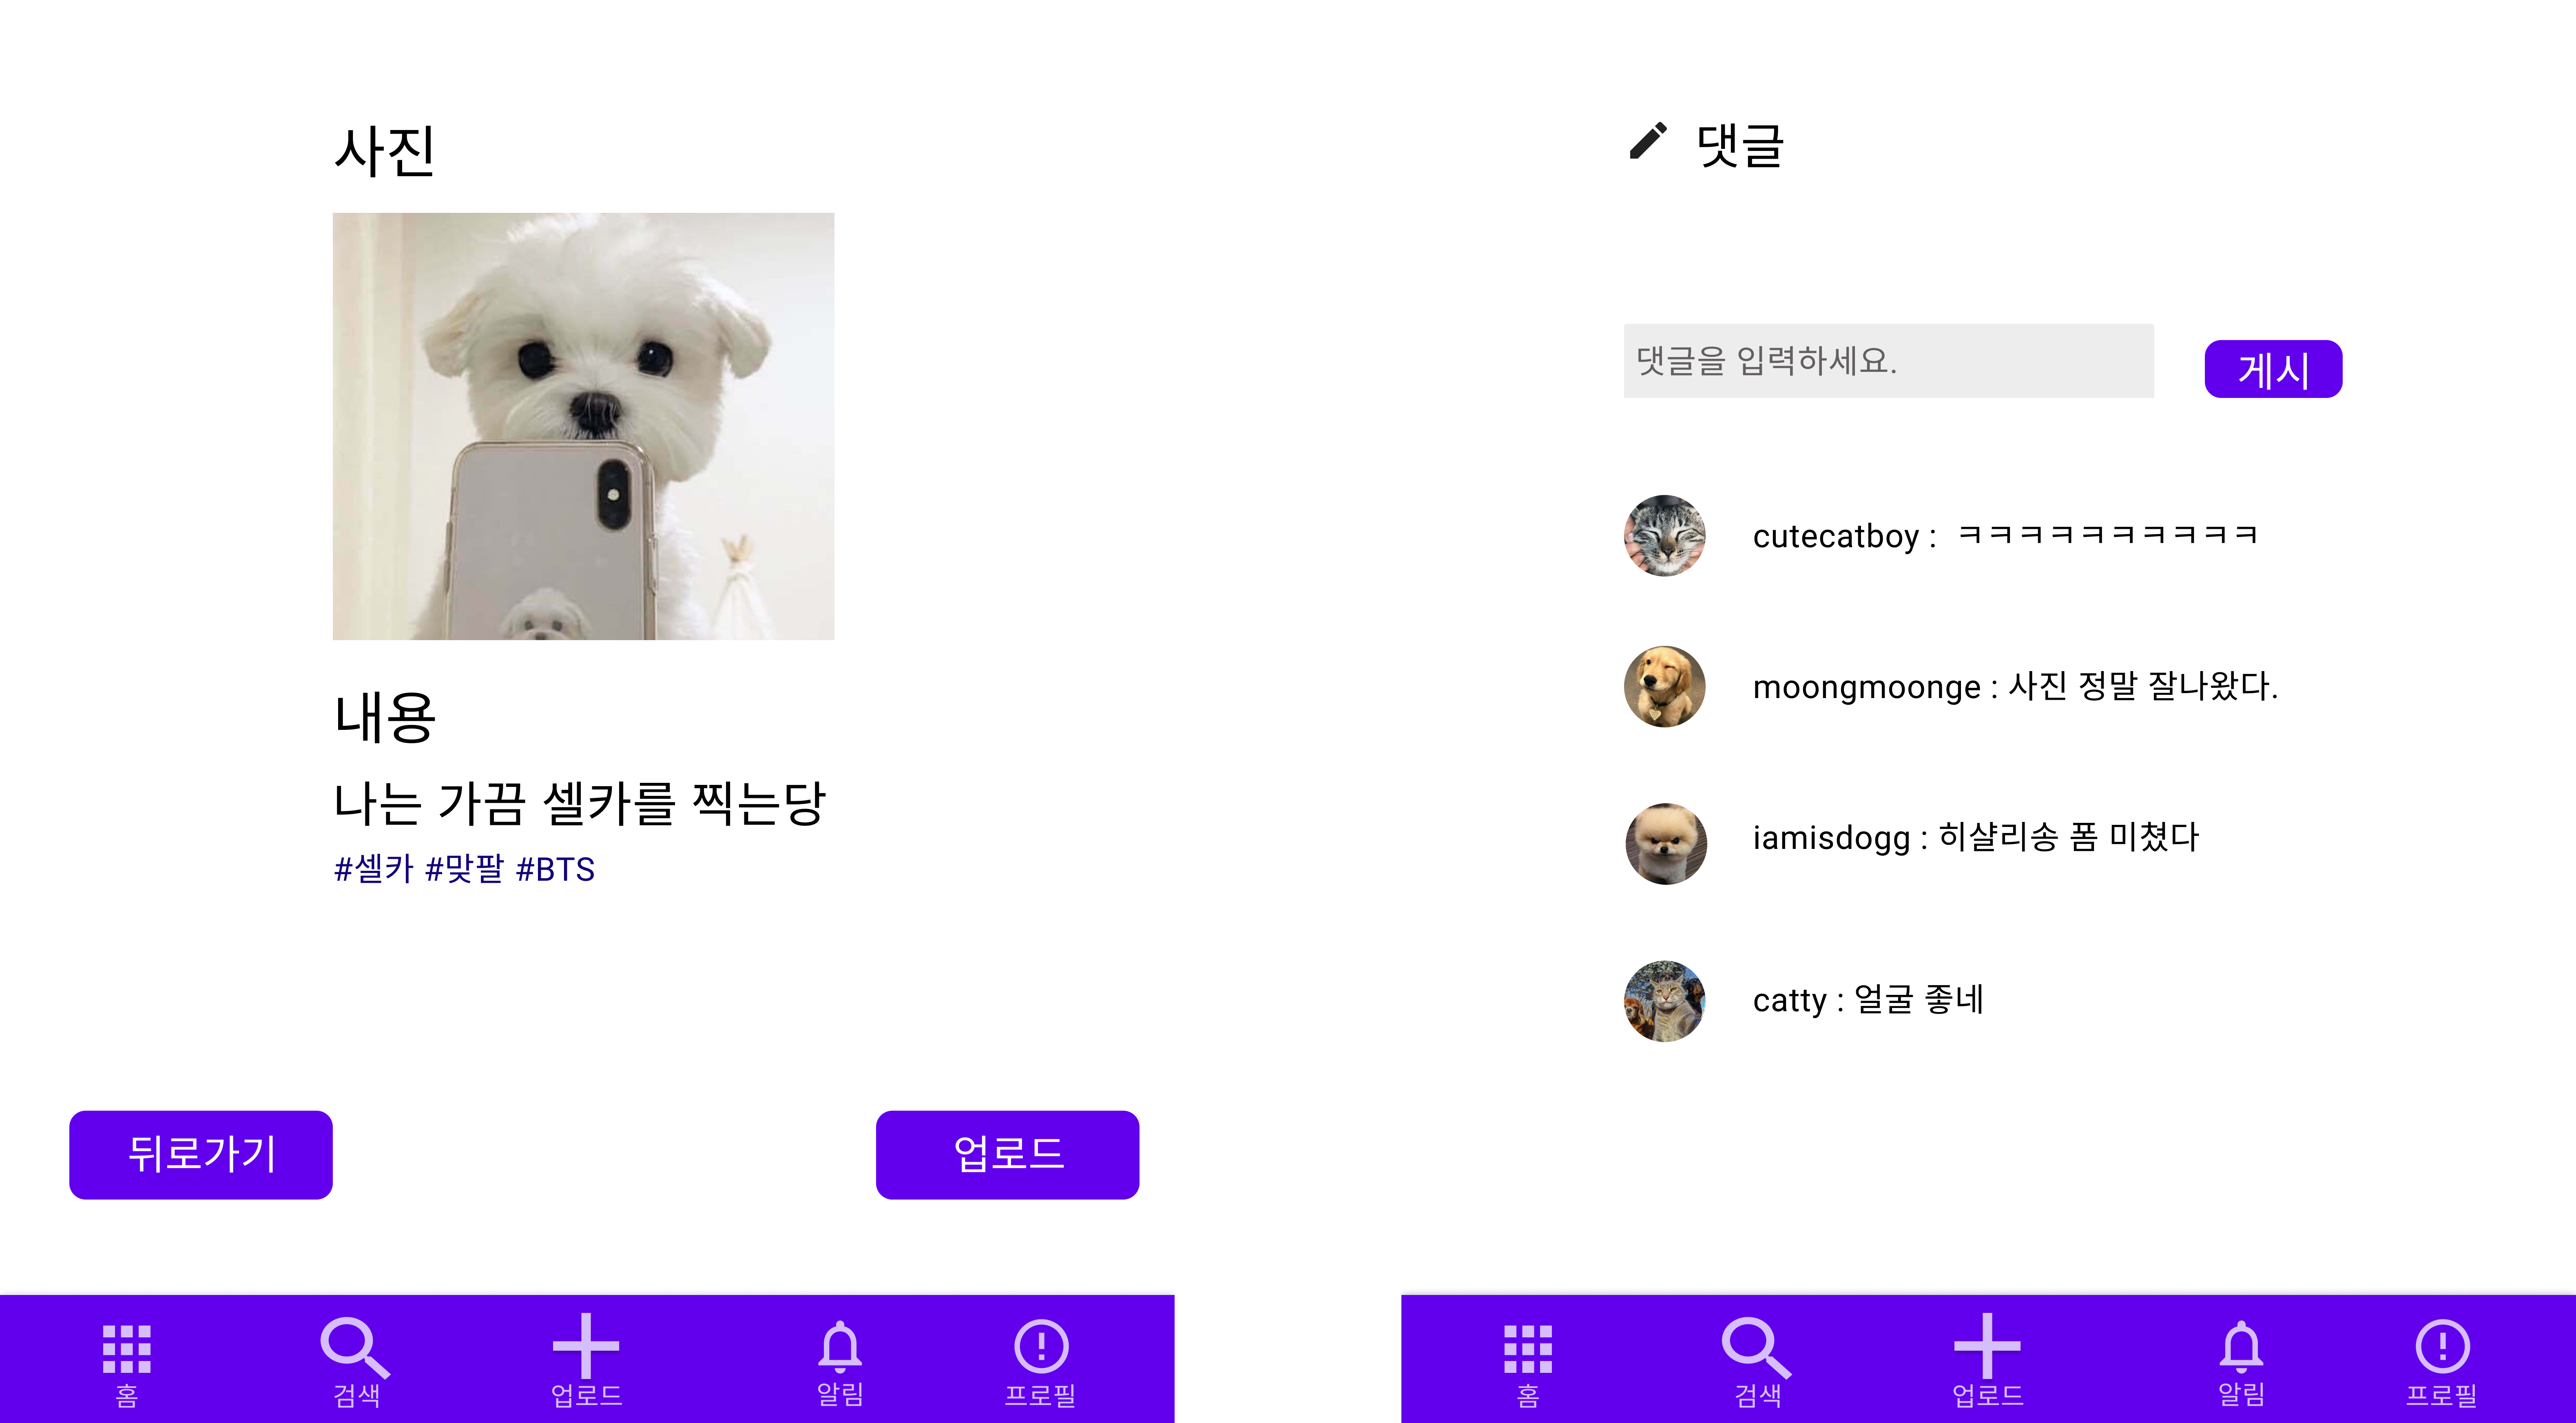 사진
내용
나는 가끔 셀카를 찍는당
#셀카 #맞팔 #BTS
뒤로가기
업로드
홈
검색
업로드
알림
프로필
댓글
댓글을 입력하세요.
게시
cutecatboy : ㅋㅋㅋㅋㅋㅋㅋㅋㅋㅋ
moongmoonge : 사진 정말 잘나왔다.
iamisdogg : 히샬리송 폼 미쳤다
catty : 얼굴 좋네
홈
검색
업로드
알림
프로필